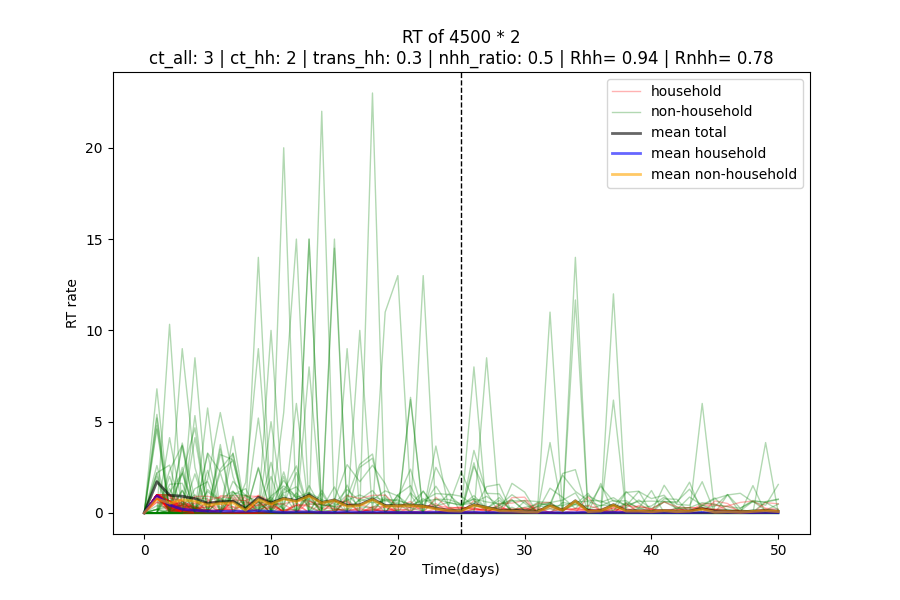 RT of 4500 * 2
ct_all: 3 | ct_hh: 2 | trans_hh: 0.3 | nhh_ratio: 0.5 | Rhh= 0.94 | Rnhh= 0.78
household
non-household
mean total
mean household
mean non-household
RT rate
20
15
10
5
0
0 10 20 30 40 50
Time(days)